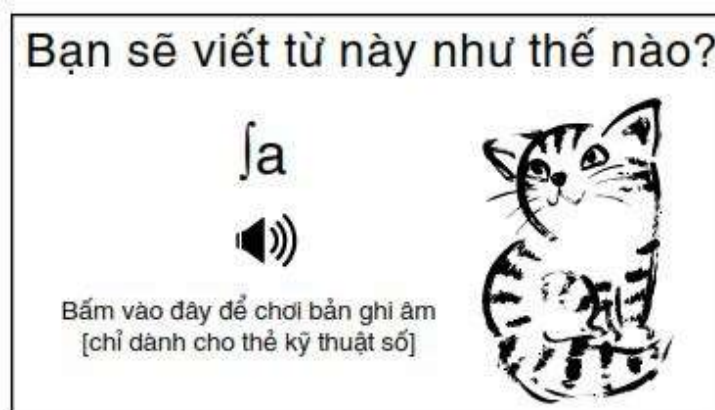 Bạn sẽ viết từ này như thế nào?
ʃa
Bấm vào đây để chơi bản ghi âm
[chỉ dành cho thẻ kỹ thuật số]